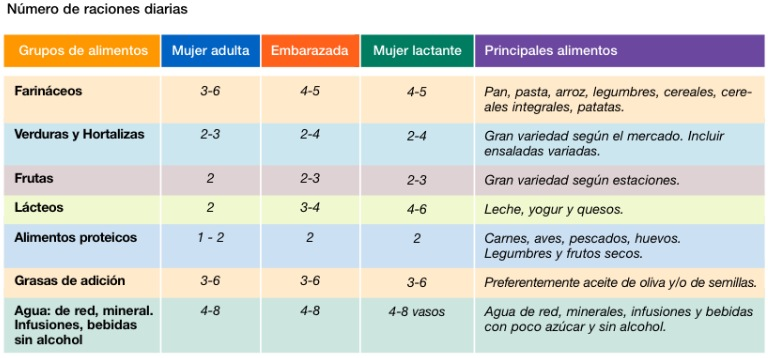 Número de raciones diarias
Grupos de alimentos Mujer adulta Embarazada Mujer lactante Principales alimentos
Farináceos 3-6 4-5 4-5 Pan, pasta, arroz, legumbres, cereales, cere-
ales integrales, patatas.
Verduras y Hortalizas 2-3 2-4 2-4 Gran variedad según el mercado. Incluir
ensaladas variadas.
Frutas 2 2-3 2-3 Gran variedad según estaciones.
Lácteos 2 3-4 4-6 Leche, yogur y quesos.
Alimentos proteicos 1 - 2 2 2 Carnes, aves, pescados, huevos.
Legumbres y frutos secos.
Grasas de adición 3-6 3-6 3-6 Preferentemente aceite de oliva y/o de semillas.
Agua: de red, mineral. 4-8 4-8 4-8 vasos Agua de red, minerales, infusiones y bebidas
Infusiones, bebidas con poco azúcar y sin alcohol.
sin alcohol